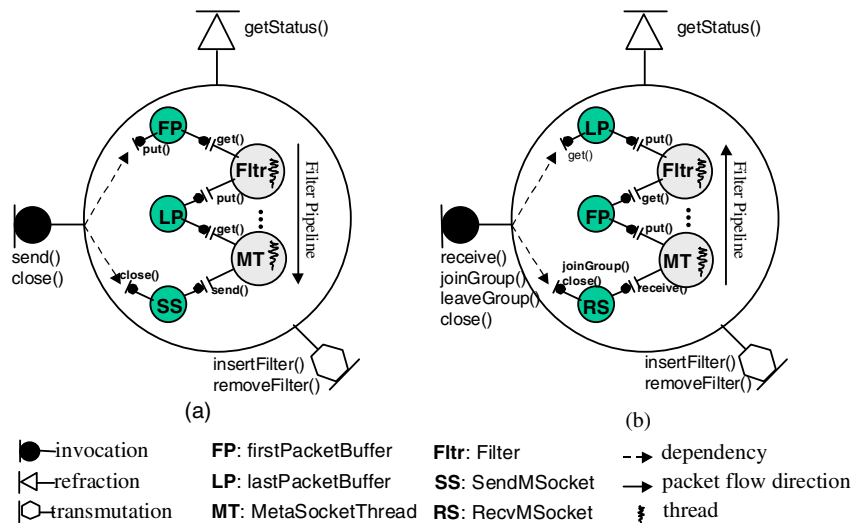 getStatus()
FP
put()
get()
Fltr
put()
LP
get()
MT
close()
send()
SS
Filter Pipeline
send()
close()
insertFilter()
removeFilter()
(a)
getStatus()
LP
get()
put()
Fltr
get()
FP
put()
MT
joinGroup()
close()
receive()
RS
Filter Pipeline
receive()
joinGroup()
leaveGroup()
close()
insertFilter()
removeFilter()
(b)
invocation
refraction
transmutation
FP: firstPacketBuffer
LP: lastPacketBuffer
MT: MetaSocketThread
Fltr: Filter
SS: SendMSocket
RS: RecvMSocket
dependency
packet flow direction
thread